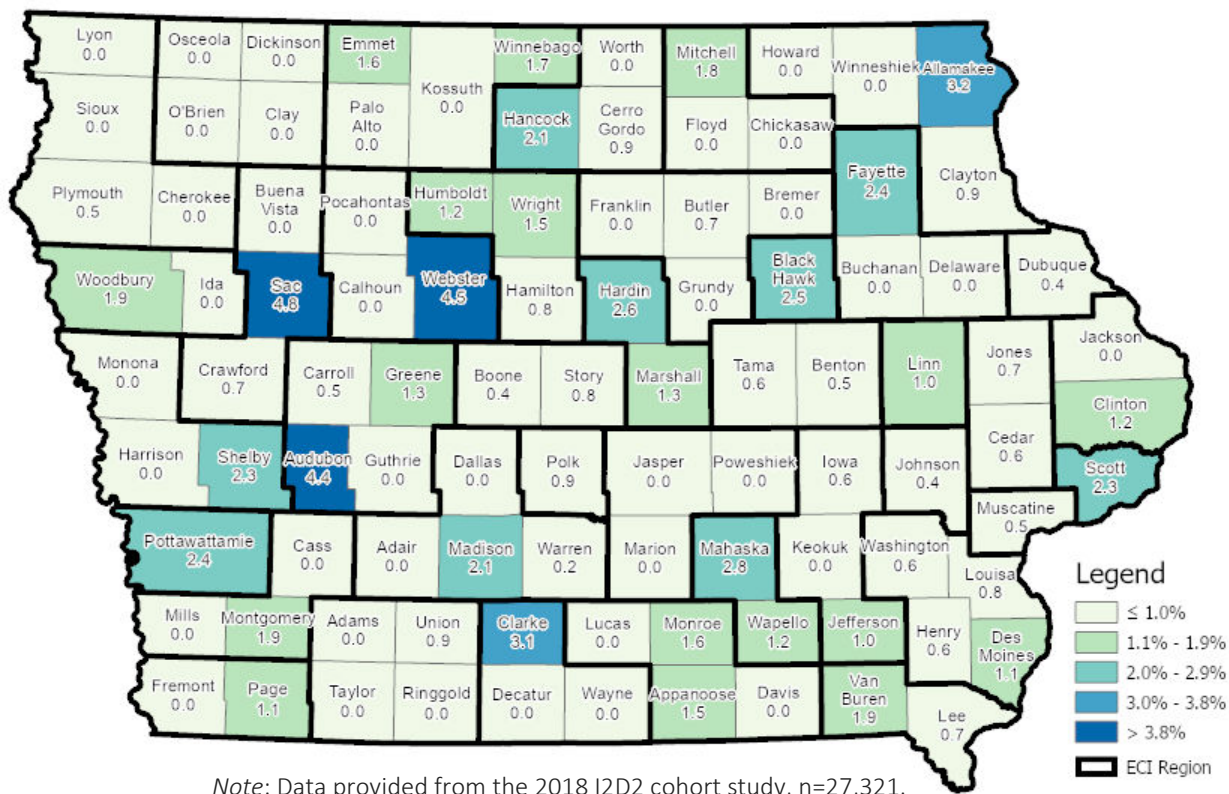 Lyon
0.0
Osceola
0.0
Dickinson
0.0
Emmet
1.6
Kossuth
0.0
Winnebago
1.7
Worth
0.0
Mitchell
1.8
Howard
0.0
Winneshiek
0.0
Allamakee
3.2
Sioux
0.0
O'Brien
0.0
Clay
0.0
Palo
Alto
0.0
Hancock
2.1
Cerro
Gordo
0.9
Floyd
0.0
Chickasaw
0.0
Fayette
2.4
Clayton
0.9
Plymouth
0.5
Cherokee
0.0
Buena
Vista
0.0
Pocahontas
0.0
Humboldt
1.2
Wright
1.5
Franklin
0.0
Butler
0.7
Bremer
0.0
Woodbury
1.9
Ida
0.0
Sac
4.8
Calhoun
0.0
Webster
4.5
Hamilton
0.8
Hardin
2.6
Grundy
0.0
Black
Hawk
2.5
Buchanan
0.0
Delaware
0.0
Dubuque
0.4
Monona
0.0
Crawford
0.7
Carroll
0.5
Greene
1.3
Boone
0.4
Story
0.8
Marshall
1.3
Tama
0.6
Benton
0.5
Linn
1.0
Jones
0.7
Jackson
0.0
Clinton
1.2
Harrison
0.0
Shelby
2.3
Audubon
4.4
Guthrie
0.0
Dallas
0.0
Polk
0.9
Jasper
0.0
Poweshiek
0.0
Iowa
0.6
Johnson
0.4
Cedar
0.6
Scott
2.3
Muscatine
0.5
Pottawattamie
2.4
Cass
0.0
Adair
0.0
Madison
2.1
Warren
0.2
Marion
0.0
Mahaska
2.8
Keokuk
0.0
Washington
0.6
Louisa
0.8
Mills
0.0
Montgomery
1.9
Adams
0.0
Union
0.9
Clarke
3.1
Lucas
0.0
Monroe
1.6
Wapello
1.2
Jefferson
1.0
Henry
0.6
Des
Moines
1.1
Fremont
0.0
Page
1.1
Taylor
0.0
Ringgold
0.0
Decatur
0.0
Wayne
0.0
Appanoose
1.5
Davis
0.0
Van
Buren
1.9
Lee
0.7
Legend
≤ 1.0%
1.1% - 1.9%
2.0% - 2.9%
3.0% - 3.8%
> 3.8%
ECI Region
Note: Data provided from the 2018 I2D2 cohort study, n=27,321.